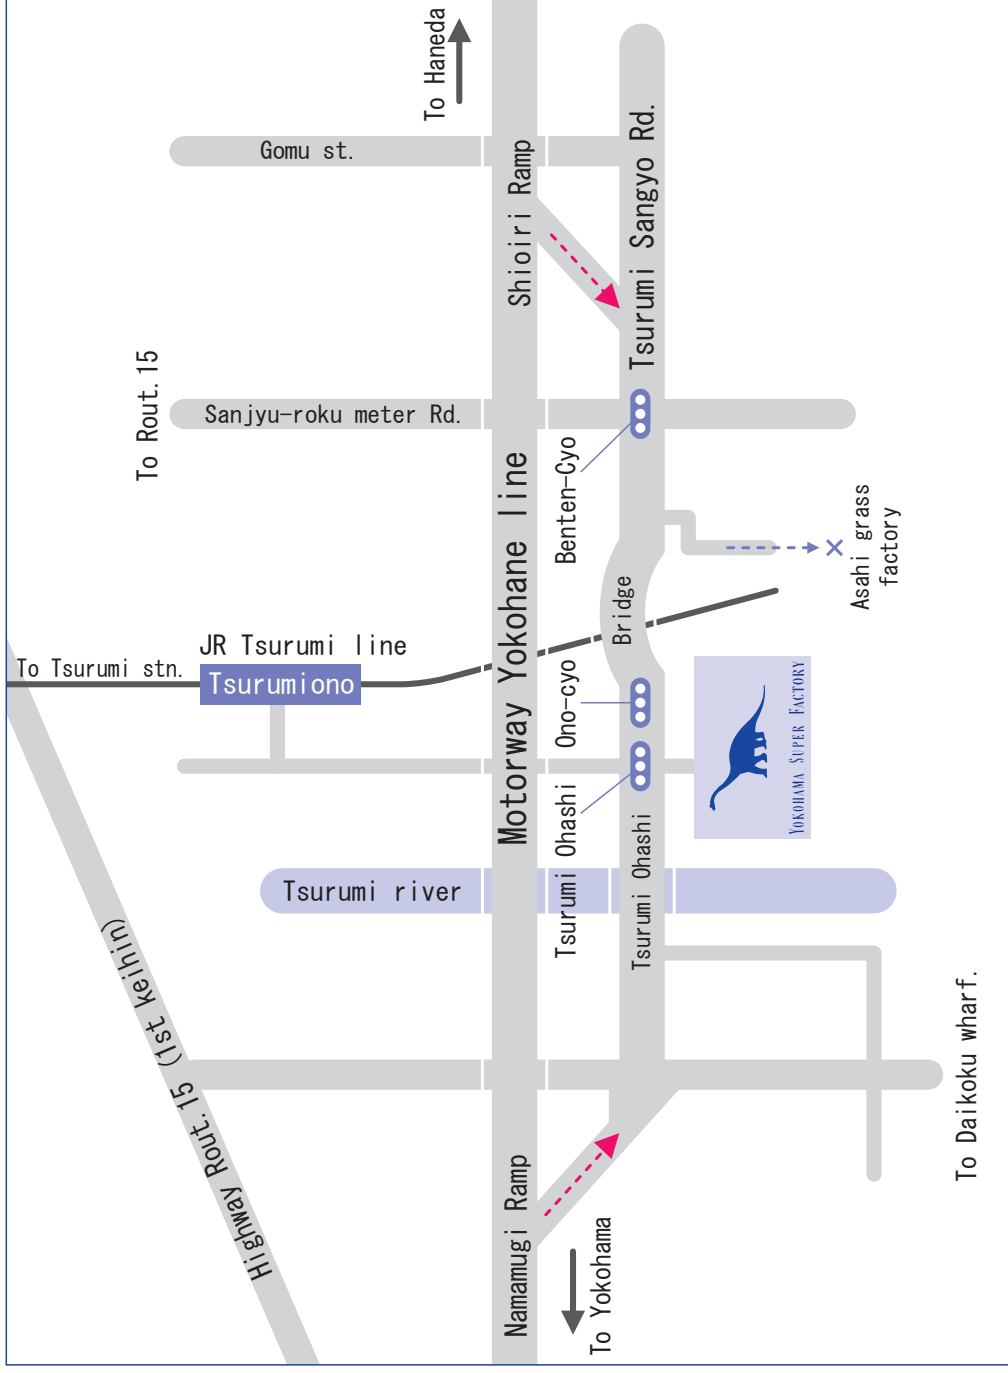 To Haneda
Gomu st.
Shioiri Ramp
Tsurumi Sangyo Rd.
To Rout.15
Sanjyu-roku meter Rd.
Benten-Cyo
Motorway Yokohane line
Asahi grass
factory
Bridge
JR Tsurumi line
To Tsurumi stn.
Tsurumiono
Ono-cyo
YOKOHAMA SUPER FACTORY
Tsurumi Ohashi
Tsurumi Ohashi
Tsurumi river
Highway Rout.15 (1st keihin)
To Daikoku wharf.
Namamugi Ramp
To Yokohama